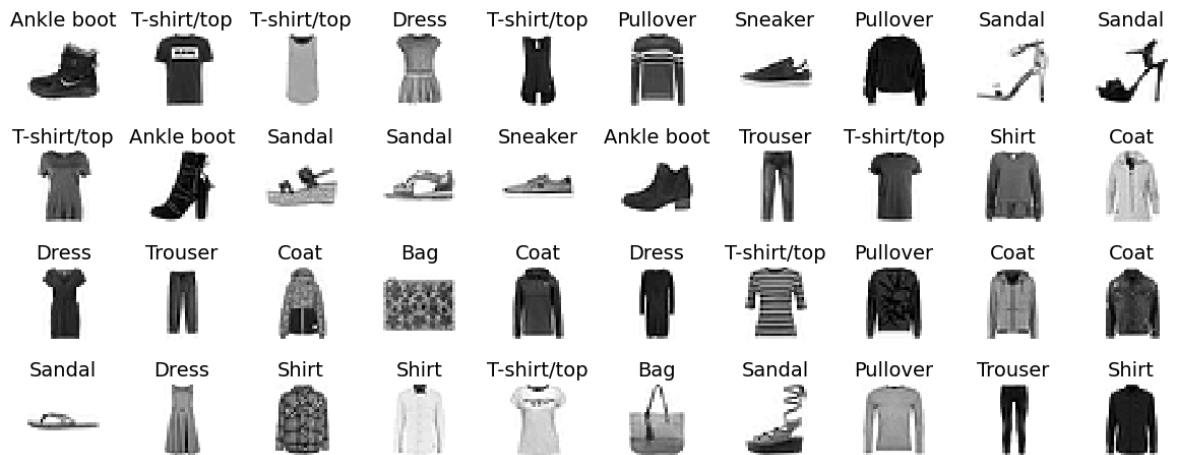 Ankle boot T-shirt/top T-shirt/top Dress T-shirt/top Pullover Sneaker Pullover Sandal Sandal
T-shirt/top Ankle boot Sandal Sandal Sneaker Ankle boot Trouser T-shirt/top Shirt Coat
Dress Trouser Coat Bag Coat Dress T-shirt/top Pullover Coat Coat
Sandal Dress Shirt Shirt T-shirt/top Bag Sandal Pullover Trouser Shirt